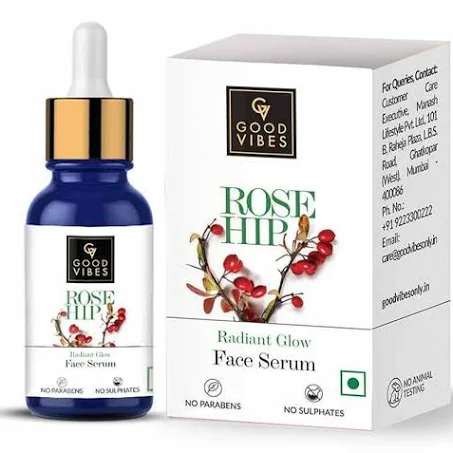 GV
GOOD
VIBES
ROSE
HIP
Radiant Glow
Face Serum
NO PARABENS
NO SULPHATES
GV
GOOD
VIBES
ROSE
HIP
Radiant Glow
Face Serum
NO PARABENS
NO SULPHATES
For Queries, Contact:
Customer Care
Executive, Manash
Lifestyle Pvt. Ltd., 101
B, Raheja Plaza, L.B.S.
Road, Ghatkopar
(West), Mumbai -
400086
Ph. No.:
+91 9223300222
Email:
care@goodvibesonly.in
goodvibesonly.in
NO ANIMAL
TESTING